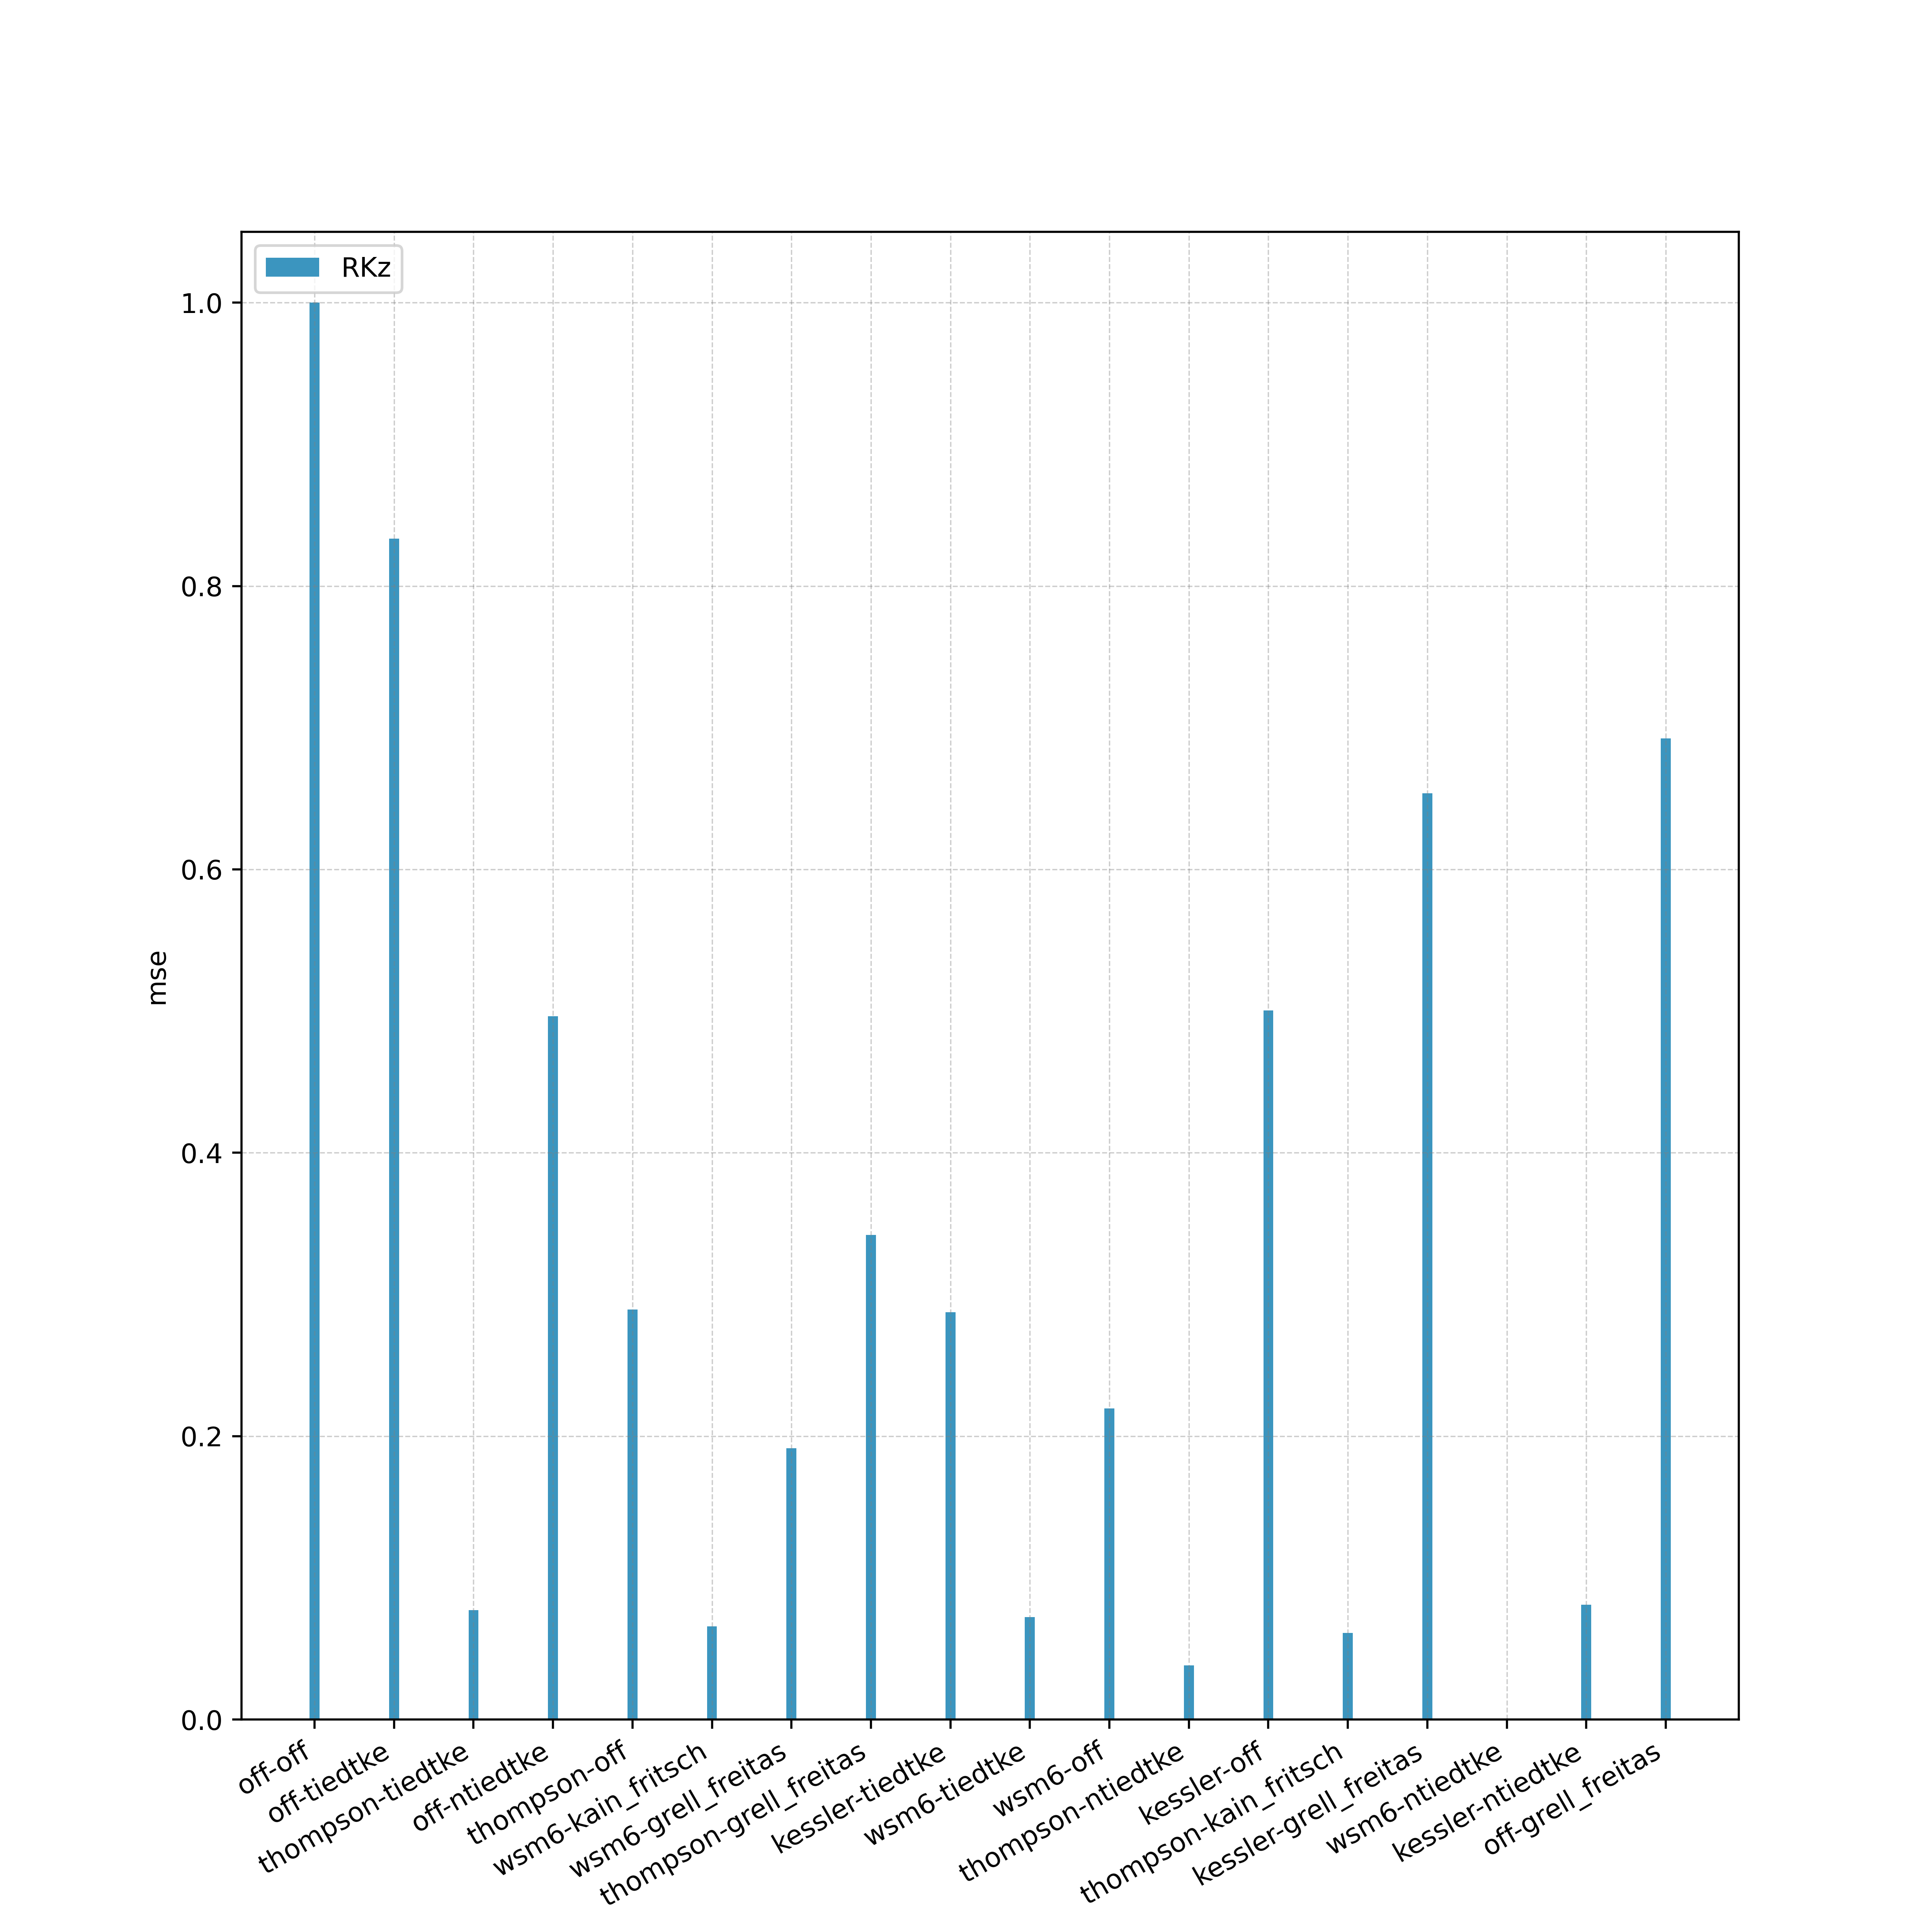 RKz
1.0
0.8
0.6
0.4
0.2
0.0
mse
off-off
off-tiedtke
thompson-tiedtke
off-ntiedtke
thompson-off
wsm6-kain_fritsch
wsm6-grell_freitas
thompson-grell_freitas
kessler-tiedtke
wsm6-tiedtke
wsm6-off
thompson-ntiedtke
kessler-off
thompson-kain_fritsch
kessler-grell_freitas
wsm6-ntiedtke
kessler-ntiedtke
off-grell_freitas